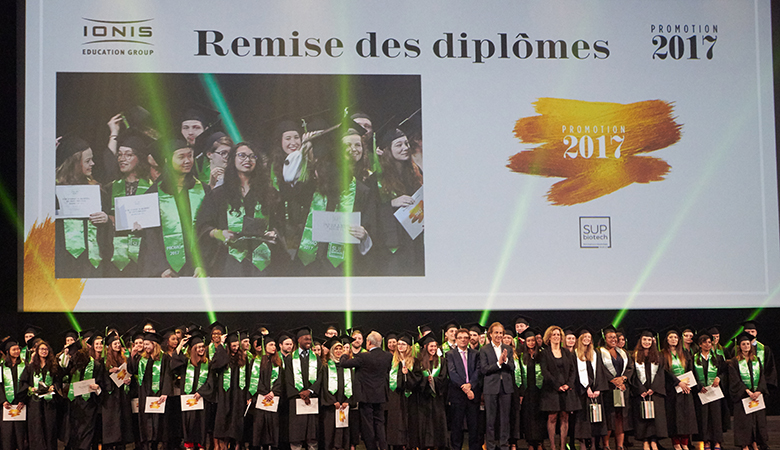 IONIS
EDUCATION GROUP
Remise des diplômes
PROMOTION
2017
PROMOTION
2017
SUP
biotech